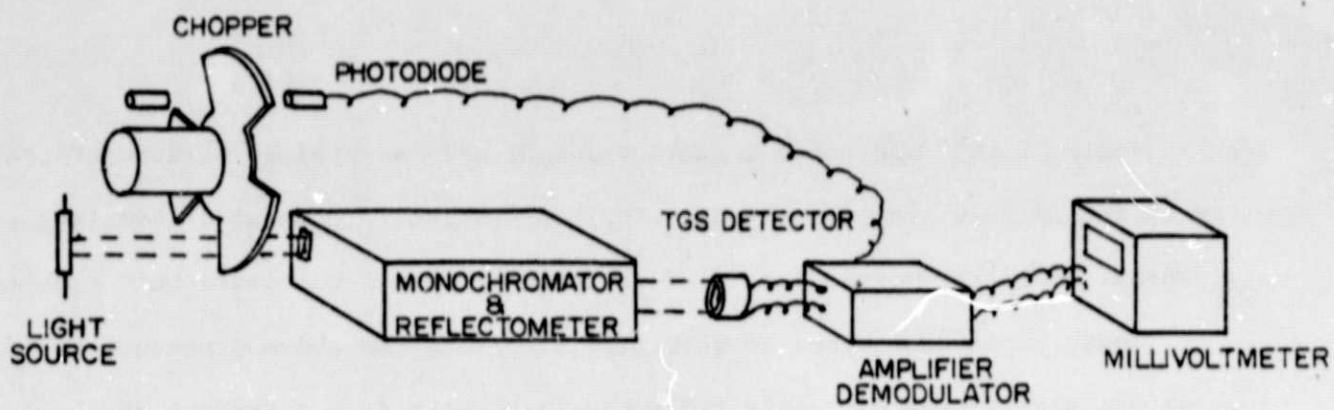 CHOPPER
PHOTODIODE
TGS DETECTOR
MONOCHROMATOR
&
REFLECTOMETER
LIGHT
SOURCE
AMPLIFIER
DEMODULATOR
MILLIVOLTMETER